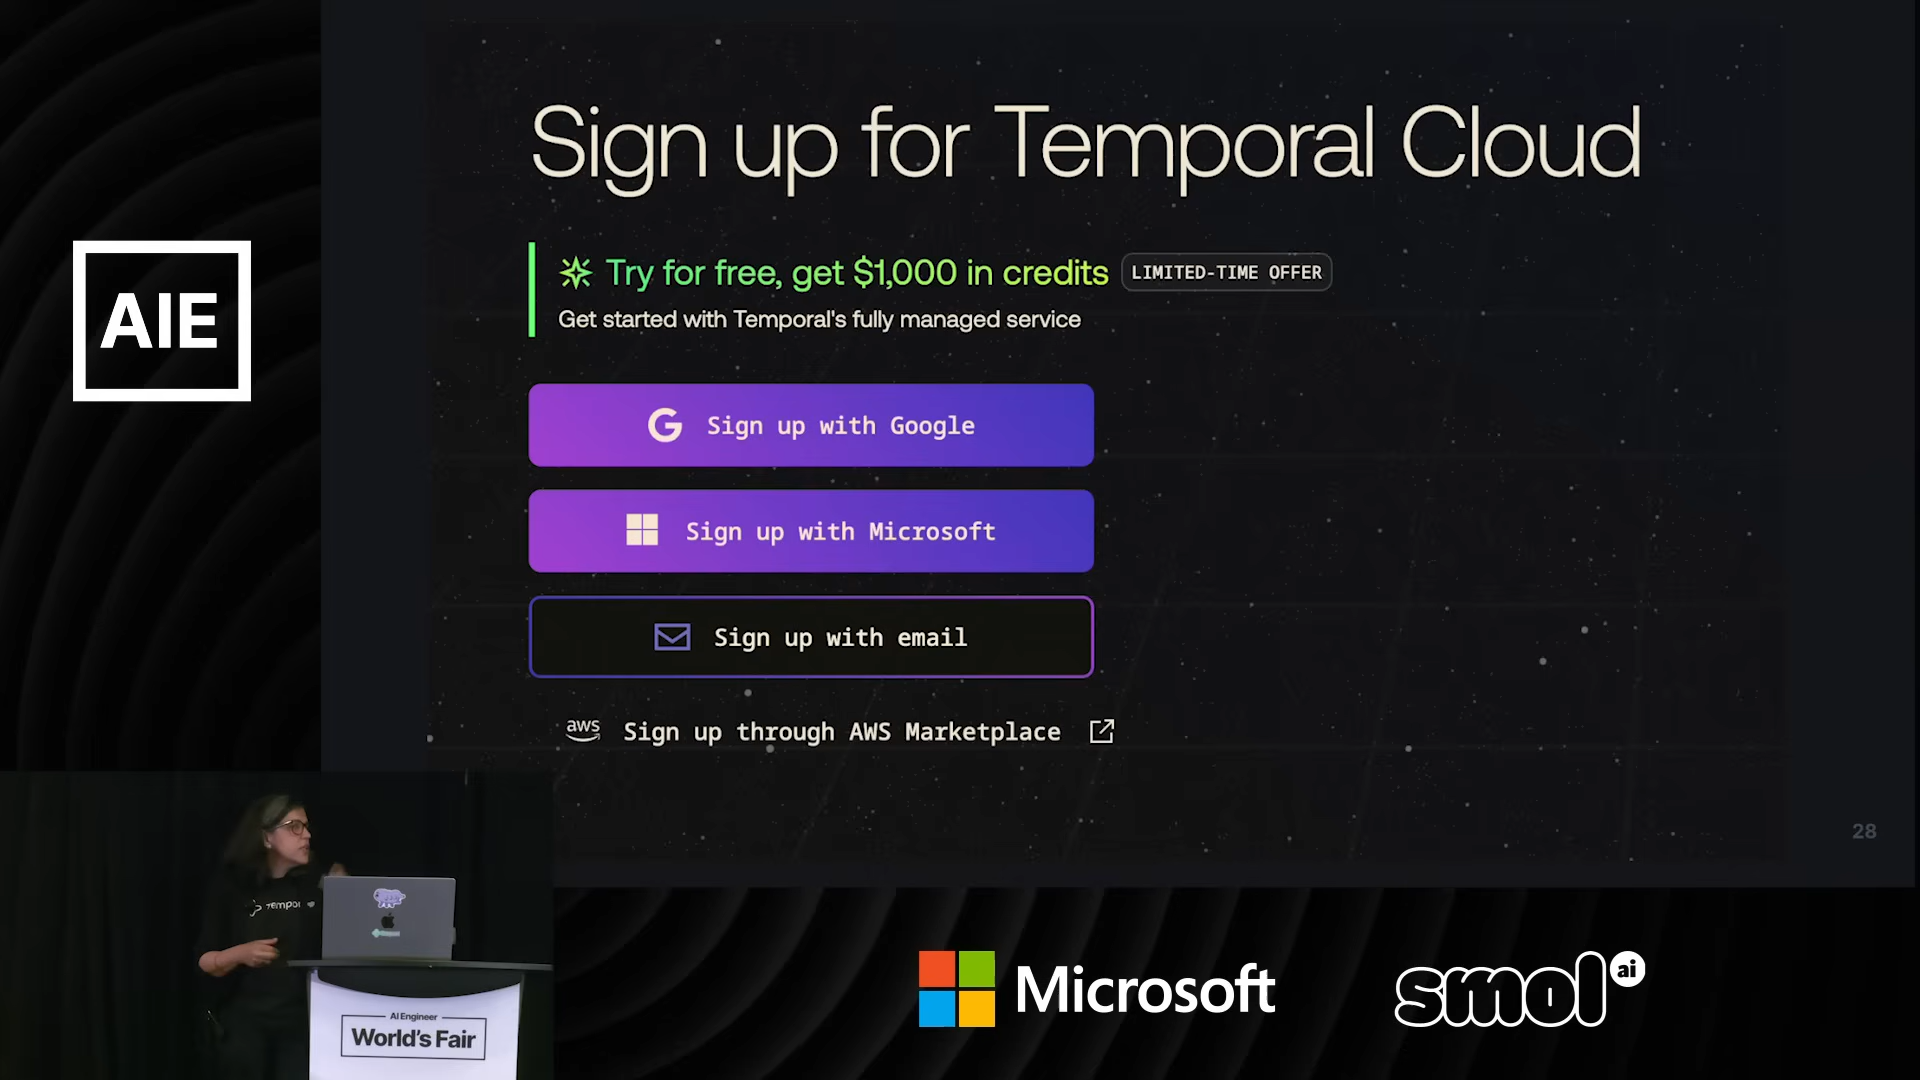 Sign up for Temporal Cloud
Try for free, get $1,000 in credits
LIMITED-TIME OFFER
Get started with Temporal's fully managed service
AIE
Sign up with Google
Sign up with Microsoft
Sign up with email
aws Sign up through AWS Marketplace
28
AI Engineer
World's Fair
Microsoft
smol ai